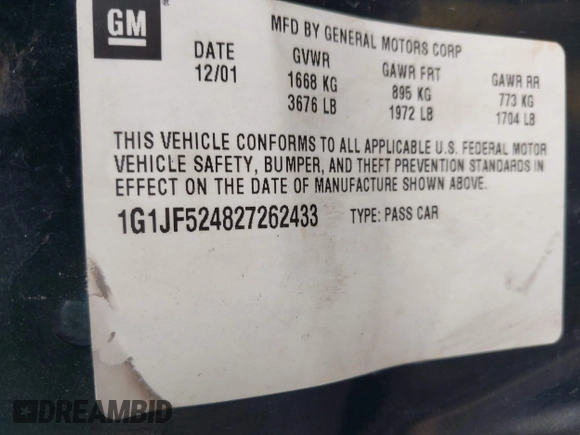 GM
®
MFD BY GENERAL MOTORS CORP
DATE GVWR GAWR FRT GAWR RR
12/01 1668 KG 895 KG 773 KG
3676 LB 1972 LB 1704 LB
THIS VEHICLE CONFORMS TO ALL APPLICABLE U.S. FEDERAL MOTOR
VEHICLE SAFETY, BUMPER, AND THEFT PREVENTION STANDARDS IN
EFFECT ON THE DATE OF MANUFACTURE SHOWN ABOVE.
1G1JF524827262433 TYPE: PASS CAR
DREAMBID